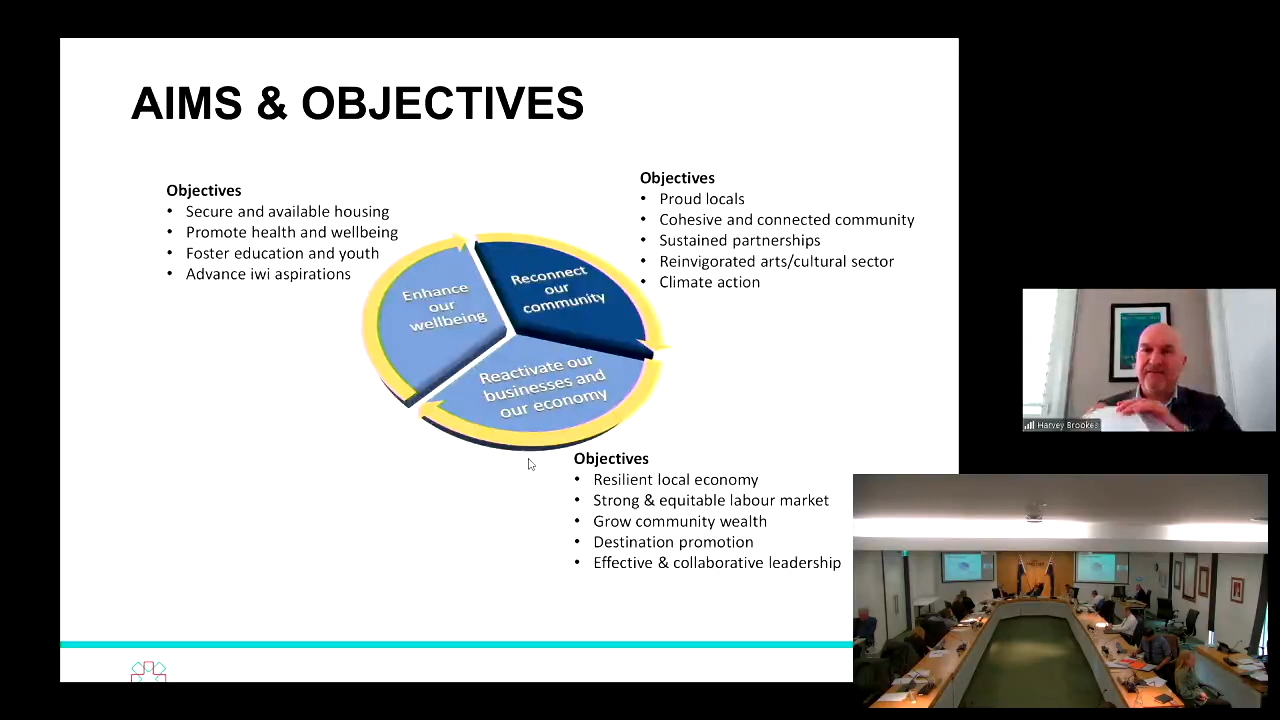 AIMS & OBJECTIVES
Objectives
• Secure and available housing
• Promote health and wellbeing
• Foster education and youth
• Advance iwi aspirations
Objectives
• Proud locals
• Cohesive and connected community
• Sustained partnerships
• Reinvigorated arts/cultural sector
• Climate action
Enhance
our
wellbeing
Reconnect
our
community
Reactivate our
businesses and
our economy
Objectives
• Resilient local economy
• Strong & equitable labour market
• Grow community wealth
• Destination promotion
• Effective & collaborative leadership
Harvey Brookes